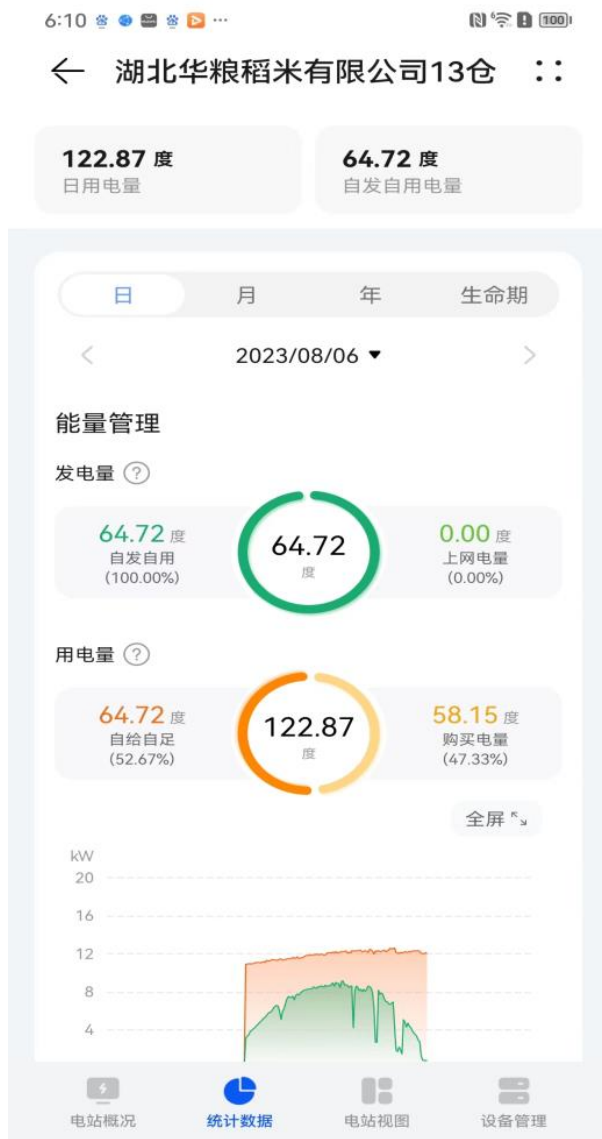 6:10
100
湖北华粮稻米有限公司13仓
122.87 度
日用电量
64.72 度
自发自用电量
日 月 年 生命期
2023/08/06
能量管理
发电量 ?
64.72 度
自发自用
(100.00%)
64.72
度
0.00 度
上网电量
(0.00%)
用电量 ?
64.72 度
自给自足
(52.67%)
122.87
度
58.15 度
购买电量
(47.33%)
全屏
kW
20
16
12
8
4
电站概况 统计数据 电站视图 设备管理